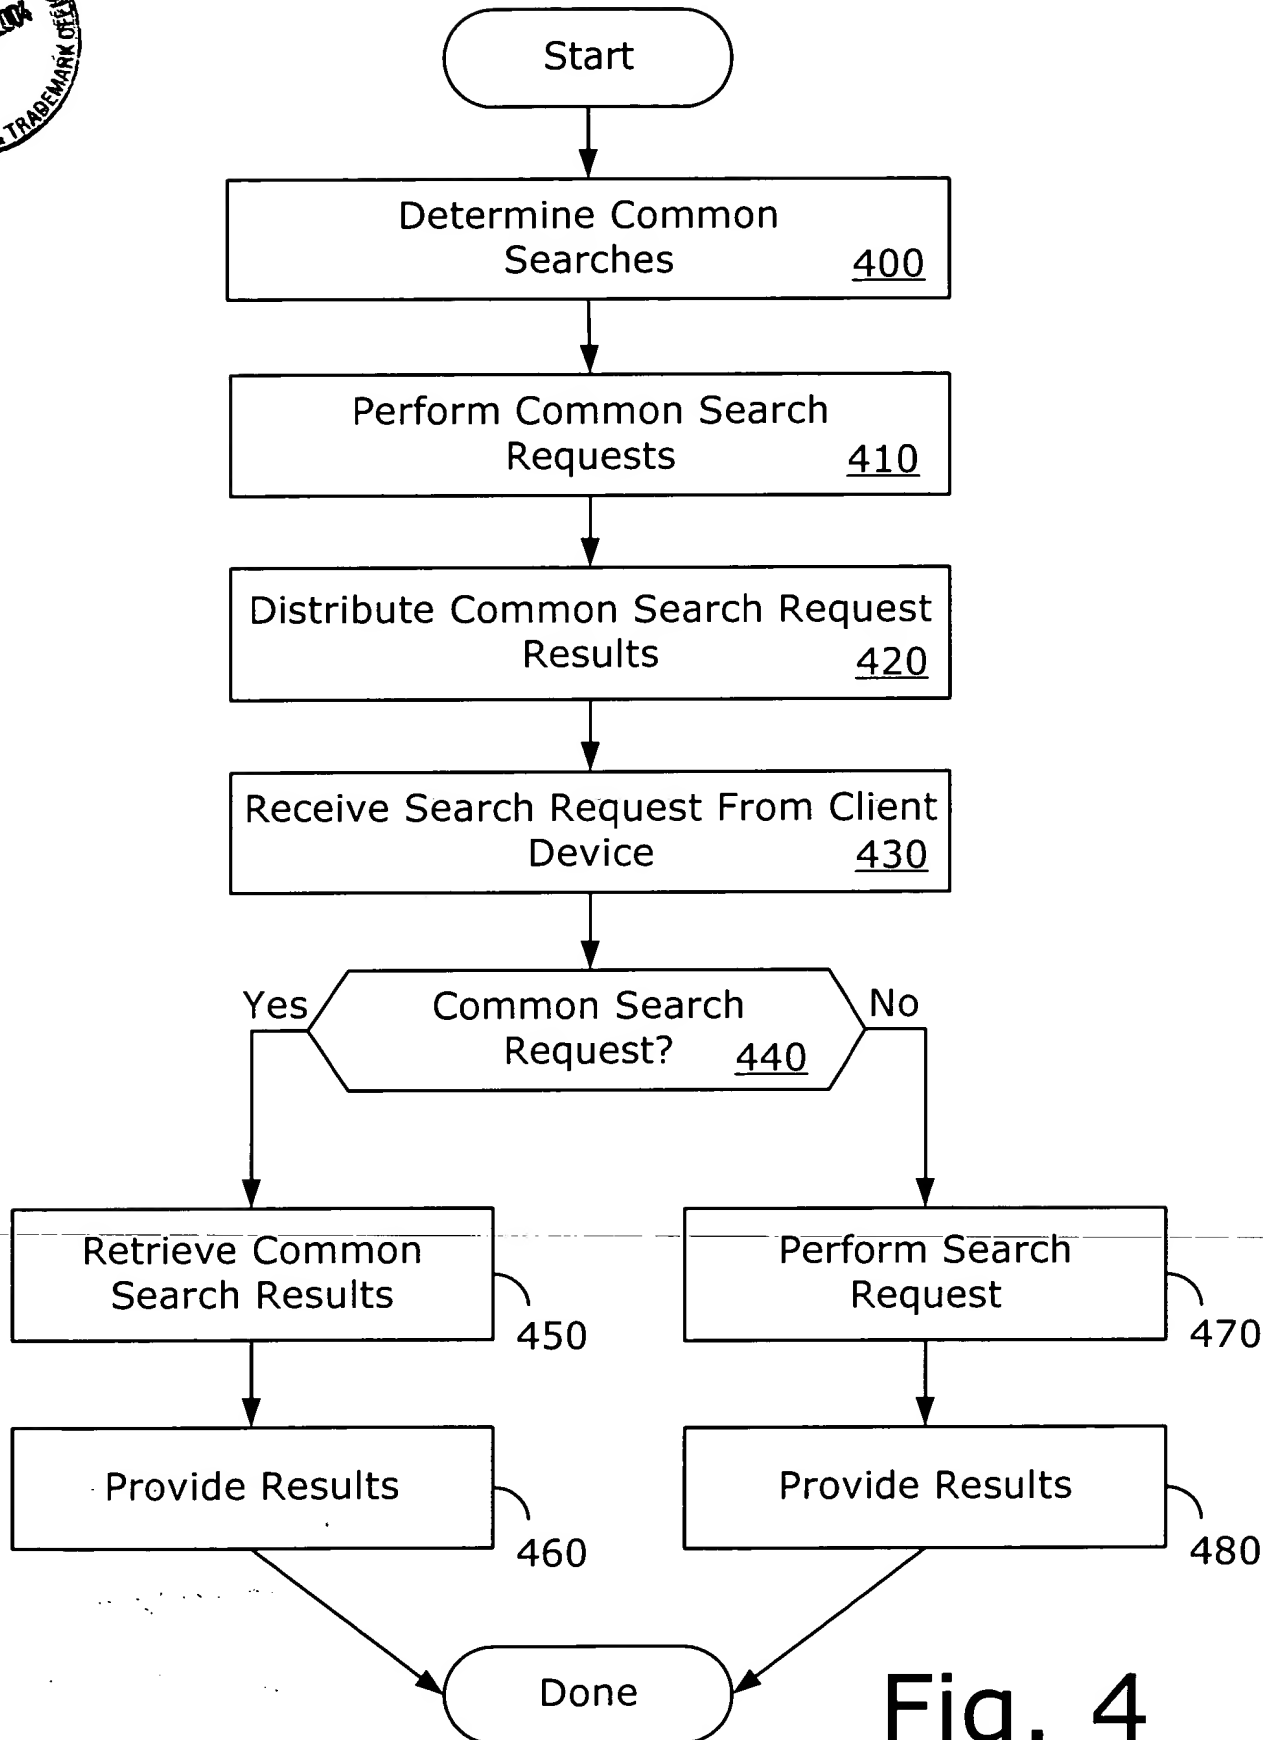 TRADEMARK
Start
Determine Common
Searches 400
Perform Common Search
Requests 410
Distribute Common Search Request
Results 420
Receive Search Request From Client
Device 430
Yes
Common Search
Request? 440
No
Retrieve Common
Search Results
450
Perform Search
Request
470
Provide Results
460
Provide Results
480
Done
Fig. 4